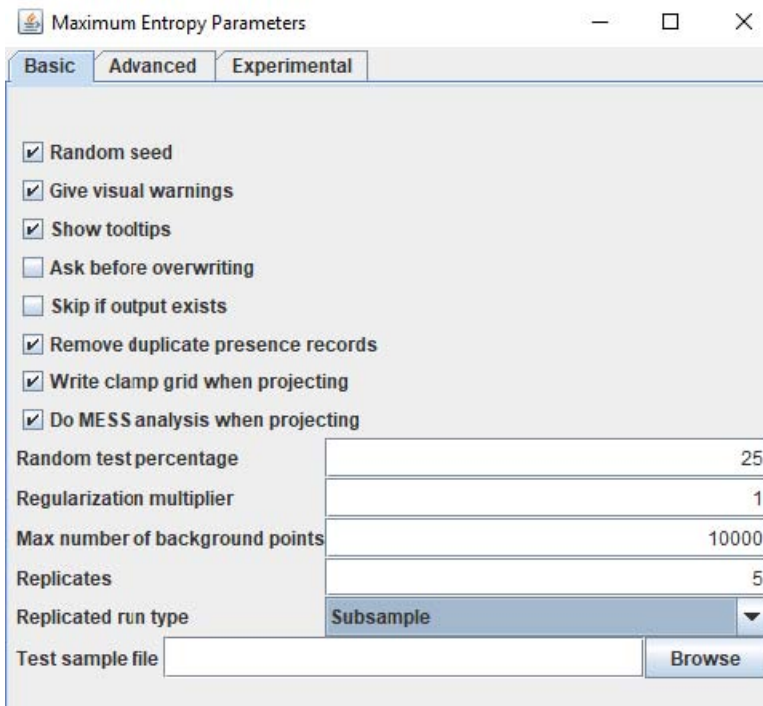 Maximum Entropy Parameters
Basic Advanced Experimental
Random seed
Give visual warnings
Show tooltips
Ask before overwriting
Skip if output exists
Remove duplicate presence records
Write clamp grid when projecting
Do MESS analysis when projecting
Random test percentage 25
Regularization multiplier 1
Max number of background points 10000
Replicates 5
Replicated run type Subsample
Test sample file Browse